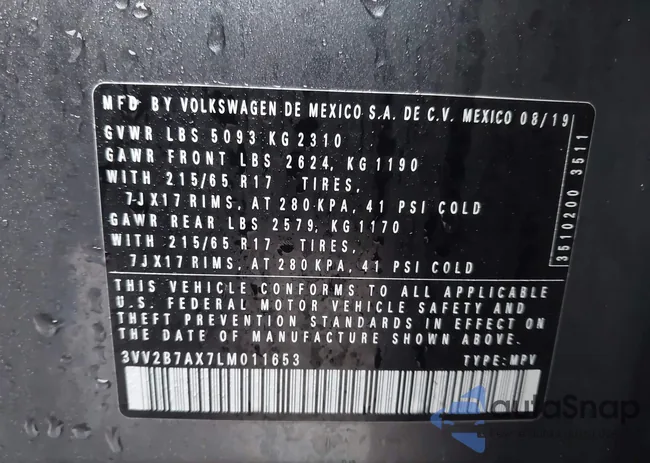 MFD BY VOLKSWAGEN DE MEXICO S.A. DE C.V. MEXICO 08/19
GVWR LBS 5093 KG 2310
GAWR FRONT LBS 2624, KG 1190
WITH 215/65 R17 TIRES,
7JX17 RIMS, AT 280 KPA, 41 PSI COLD
GAWR REAR LBS 2579, KG 1170
WITH 215/65 R17 TIRES,
7JX17 RIMS, AT 280 KPA, 41 PSI COLD
3510200 3511
THIS VEHICLE CONFORMS TO ALL APPLICABLE
U.S. FEDERAL MOTOR VEHICLE SAFETY AND
THEFT PREVENTION STANDARDS IN EFFECT ON
THE DATE OF MANUFACTURE SHOWN ABOVE.
3VV2B7AX7LM011653 TYPE: MPV
autoSnap